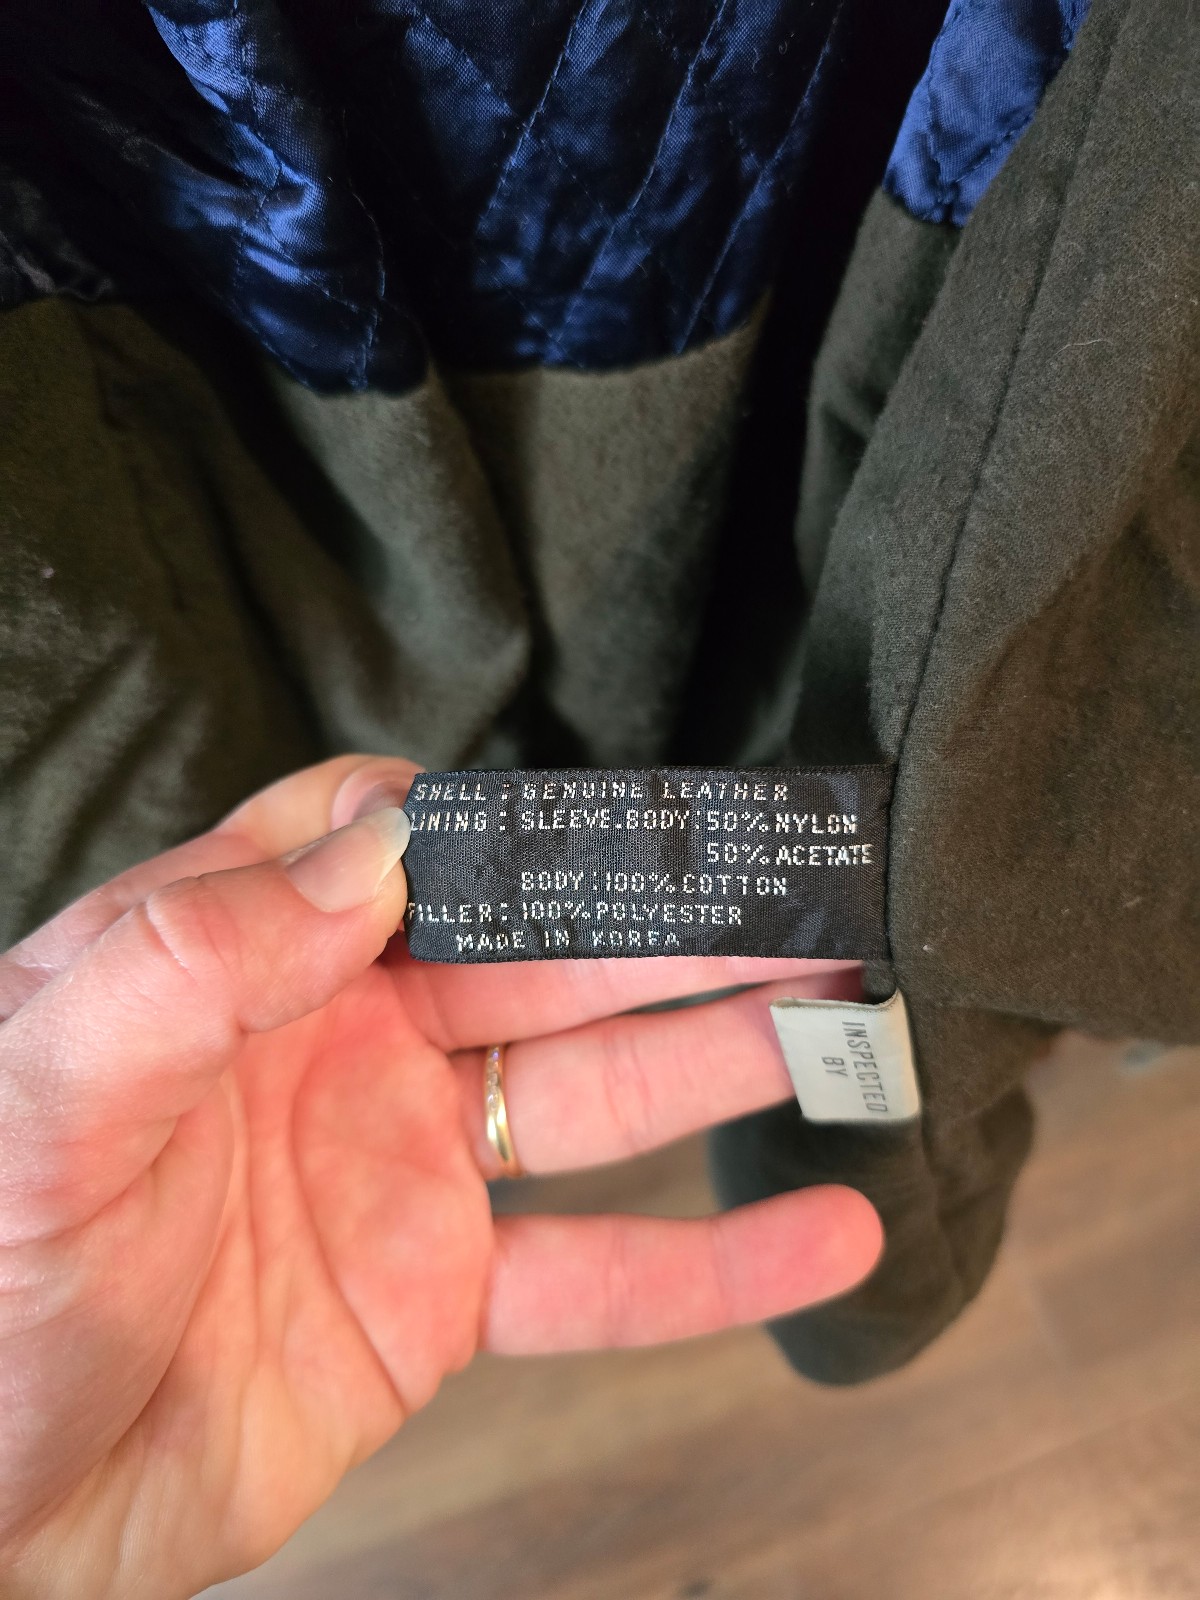 SHELL : GENUINE LEATHER
LINING : SLEEVE.BODY:50%NYLON
50%ACETATE
BODY:100%COTTON
FILLER: 100%POLYESTER
MADE IN KOREA
INSPECTED
BY